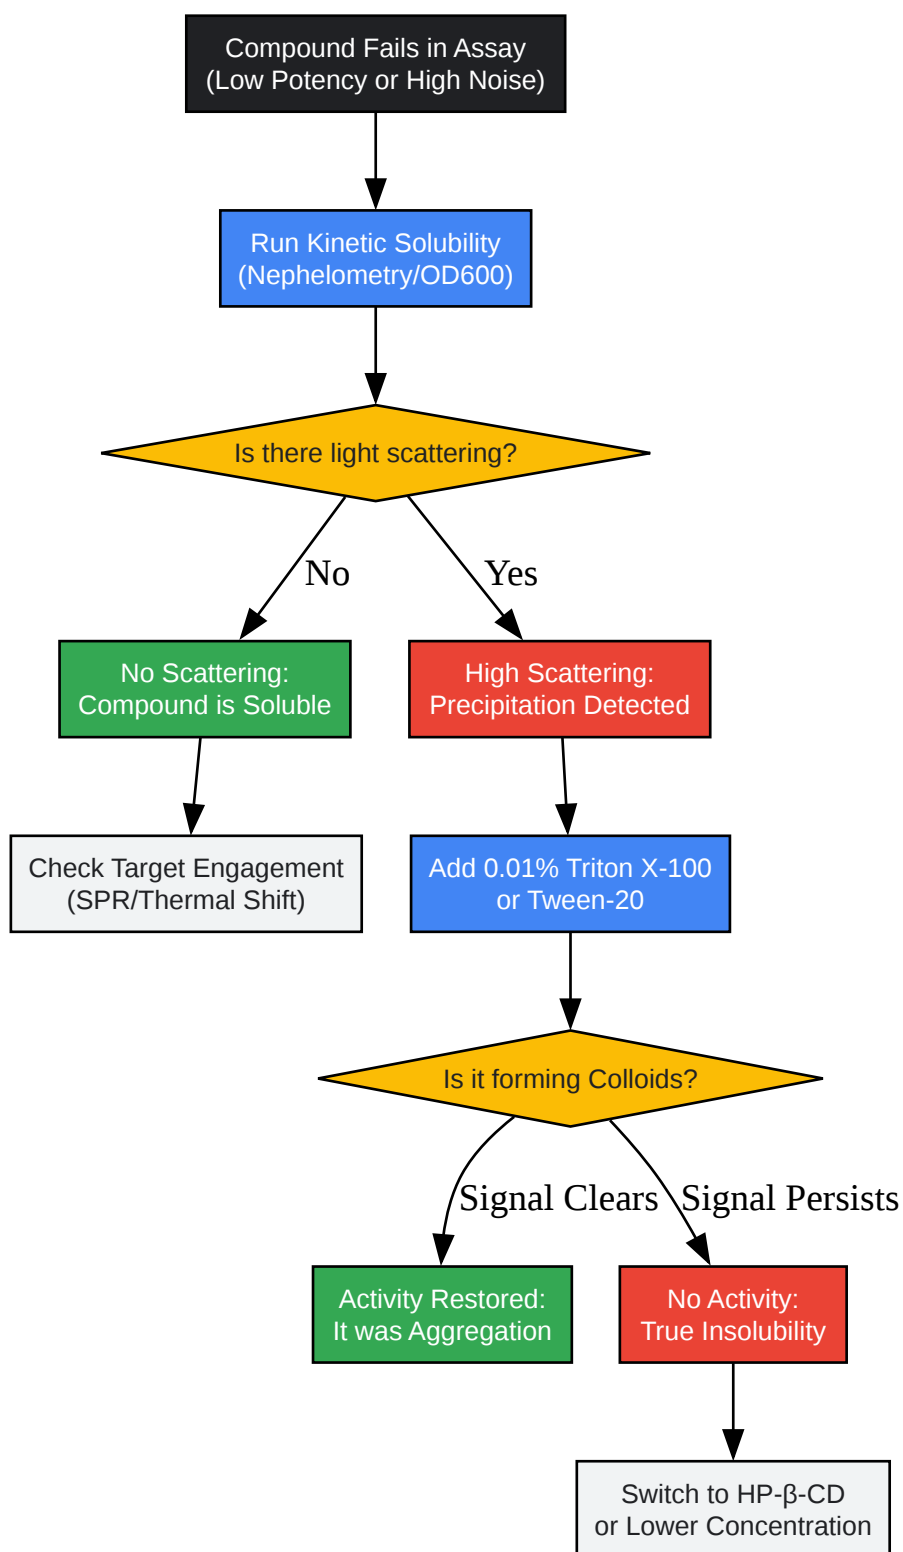 Compound Fails in Assay
(Low Potency or High Noise)
Run Kinetic Solubility
(Nephelometry/OD600)
Is there light scattering?
No
Yes
No Scattering:
Compound is Soluble
High Scattering:
Precipitation Detected
Check Target Engagement
(SPR/Thermal Shift)
Add 0.01% Triton X-100
or Tween-20
Is it forming Colloids?
Signal Clears
Signal Persists
Activity Restored:
It was Aggregation
No Activity:
True Insolubility
Switch to HP-β-CD
or Lower Concentration